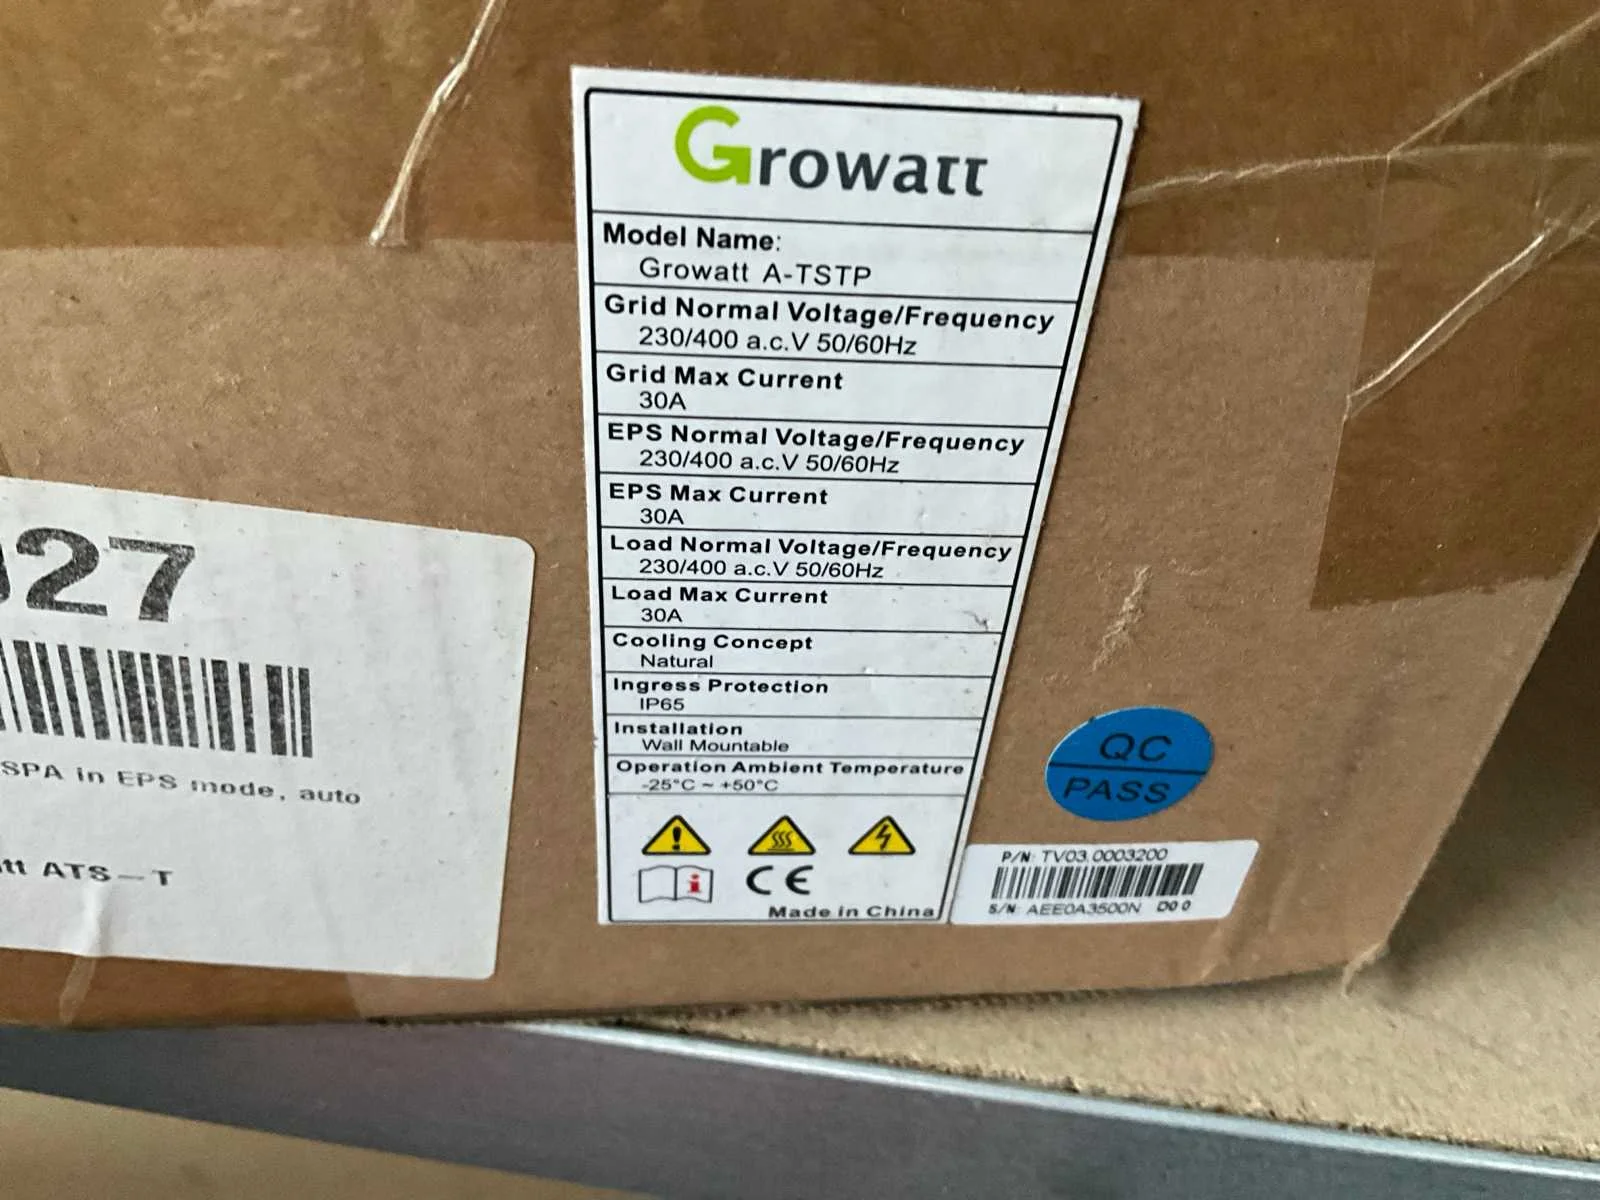 Growatt
Model Name:
Growatt A-TSTP
Grid Normal Voltage/Frequency
230/400 a.c.V 50/60Hz
Grid Max Current
30A
EPS Normal Voltage/Frequency
230/400 a.c.V 50/60Hz
EPS Max Current
30A
Load Normal Voltage/Frequency
230/400 a.c.V 50/60Hz
Load Max Current
30A
Cooling Concept
Natural
Ingress Protection
IP65
Installation
Wall Mountable
Operation Ambient Temperature
-25°C ~ +50°C
CE
Made in China
27
SPA in EPS mode, auto
tt ATS-T
QC
PASS
P/N: TV03.0003200
S/N: AEE0A3500N D00